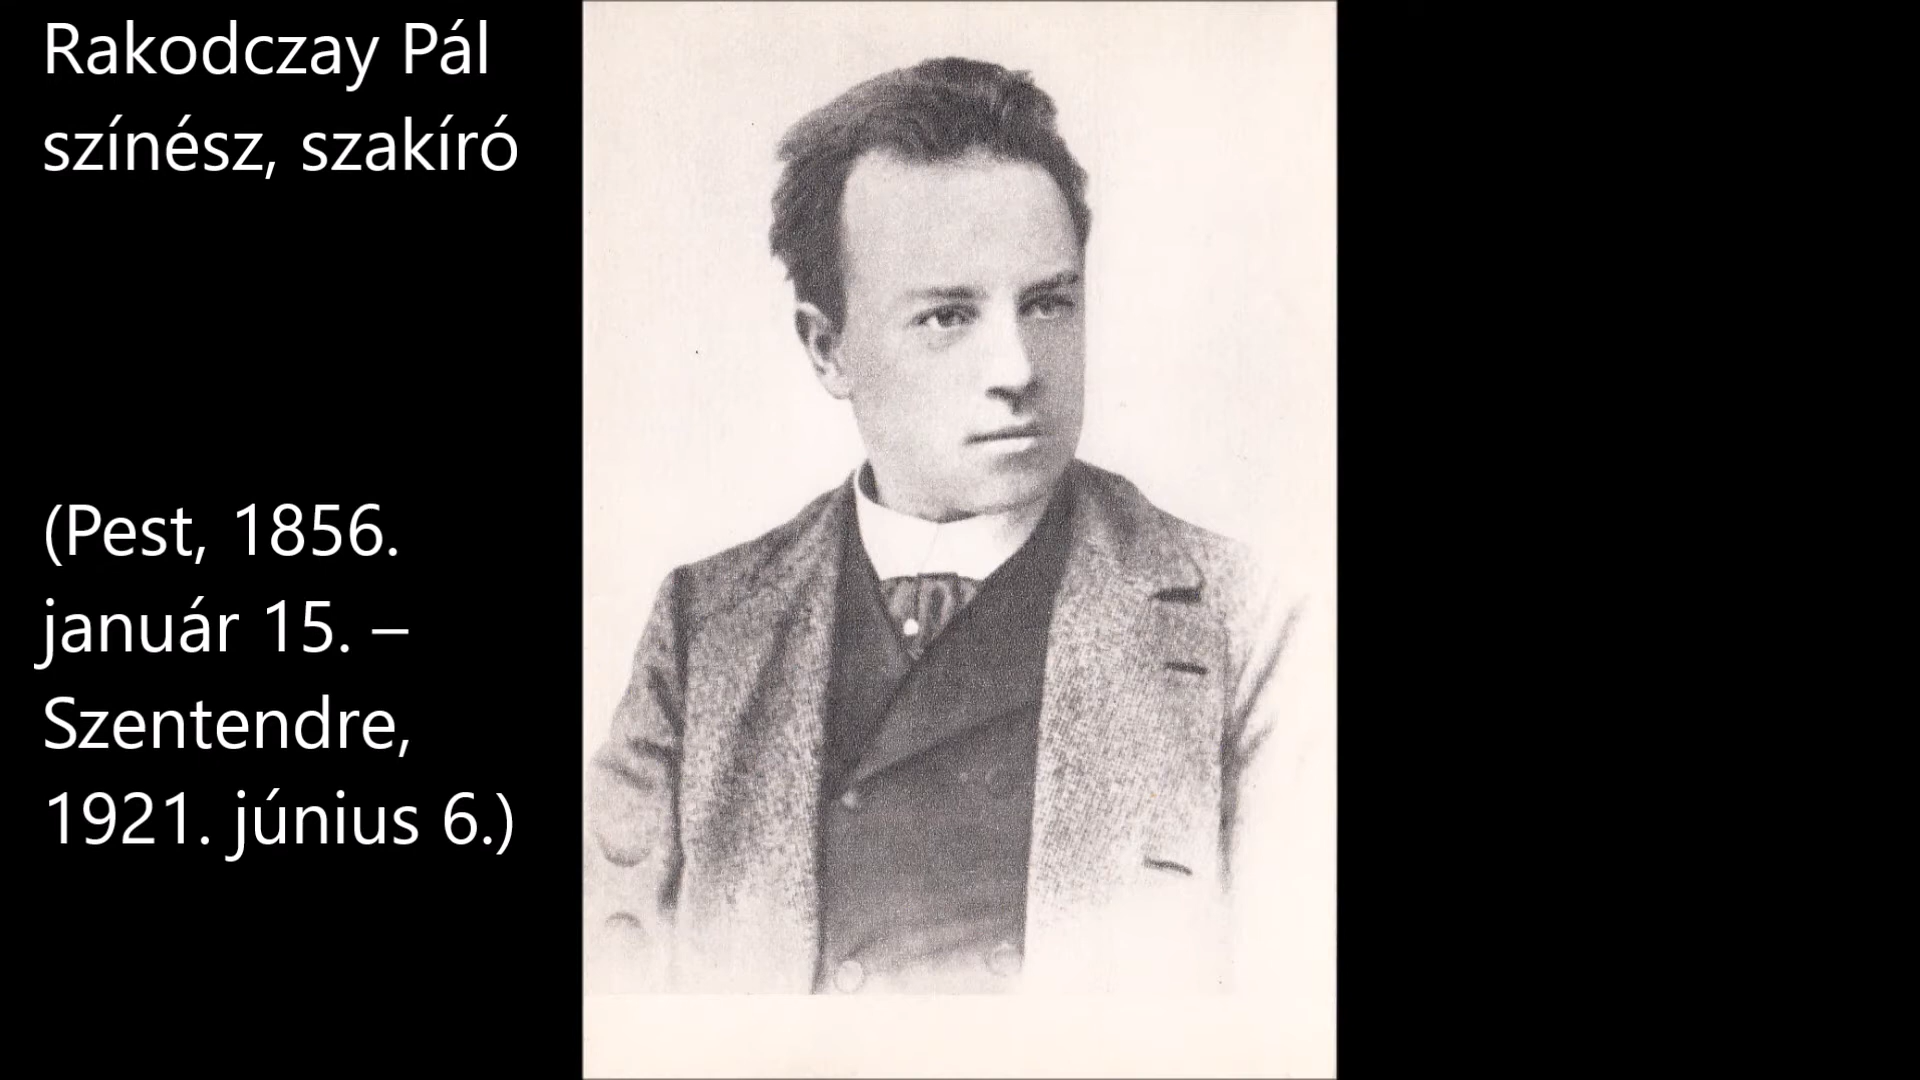 Rakodczay Pál
színész, szakíró
(Pest, 1856.
január 15. –
Szentendre,
1921. június 6.)